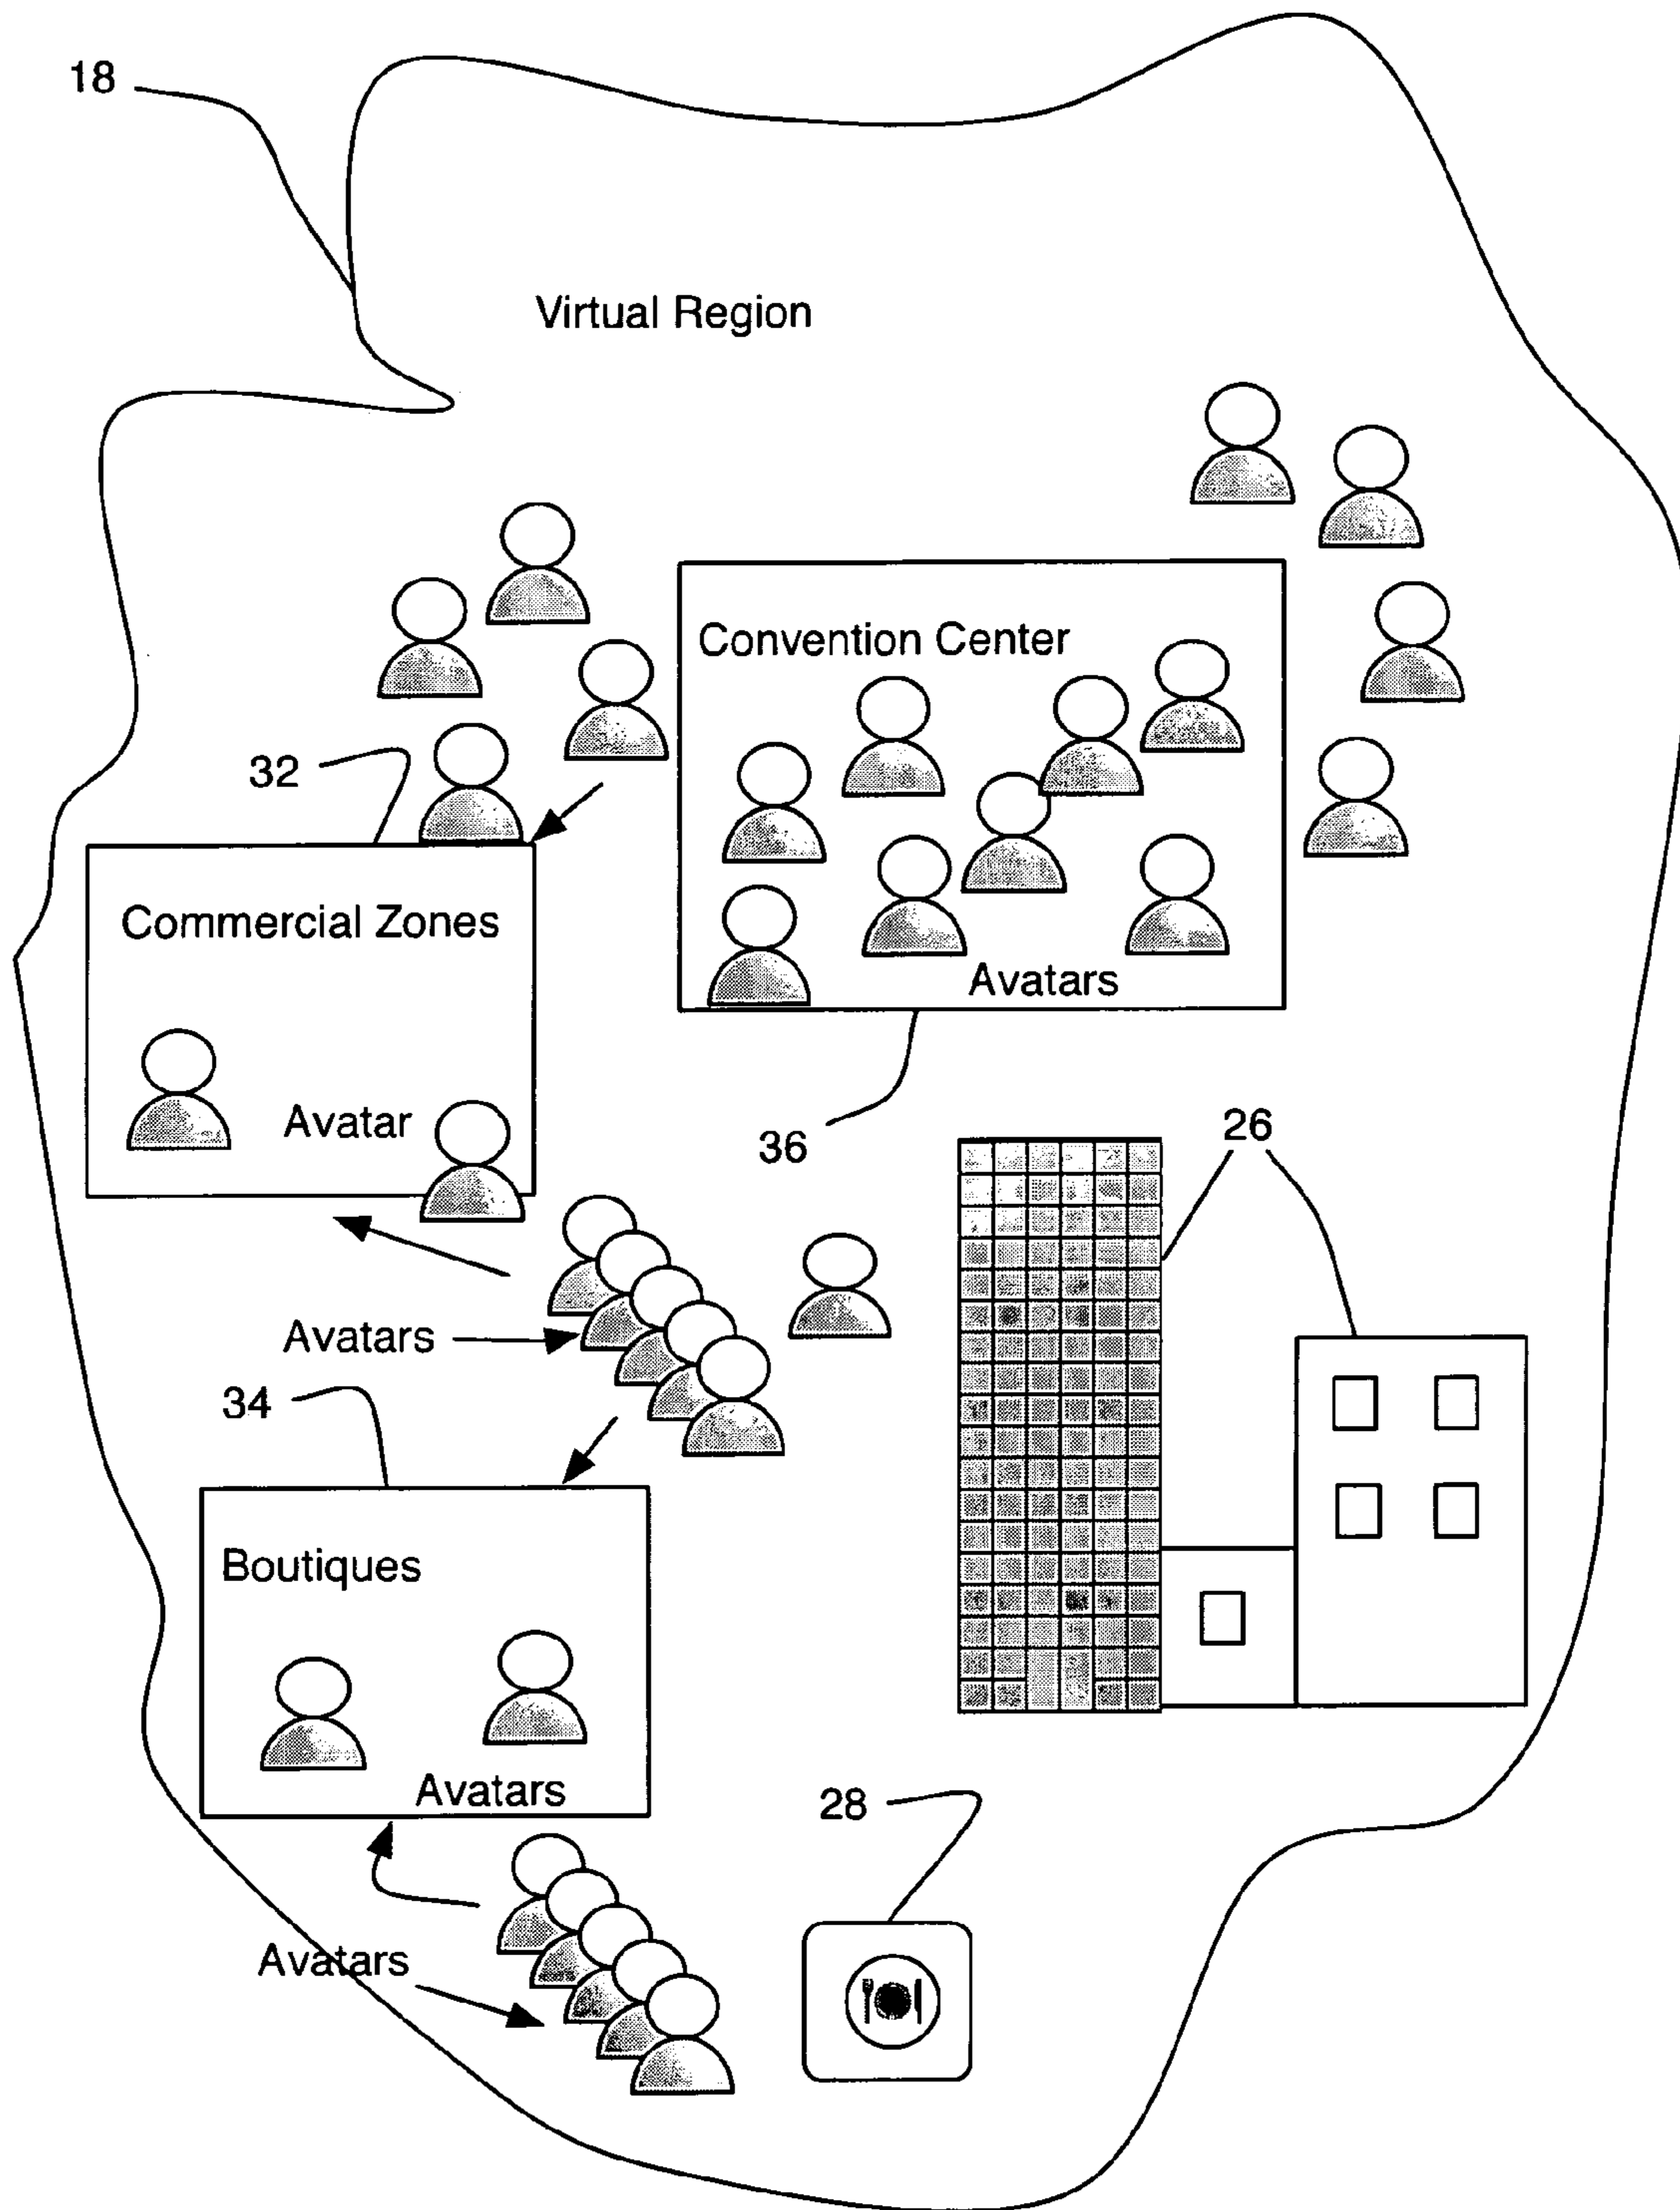 18
Virtual Region
Convention Center
32
Commercial Zones
Avatars
Avatar
36
26
Avatars
34
Boutiques
Avatars
28
Avatars